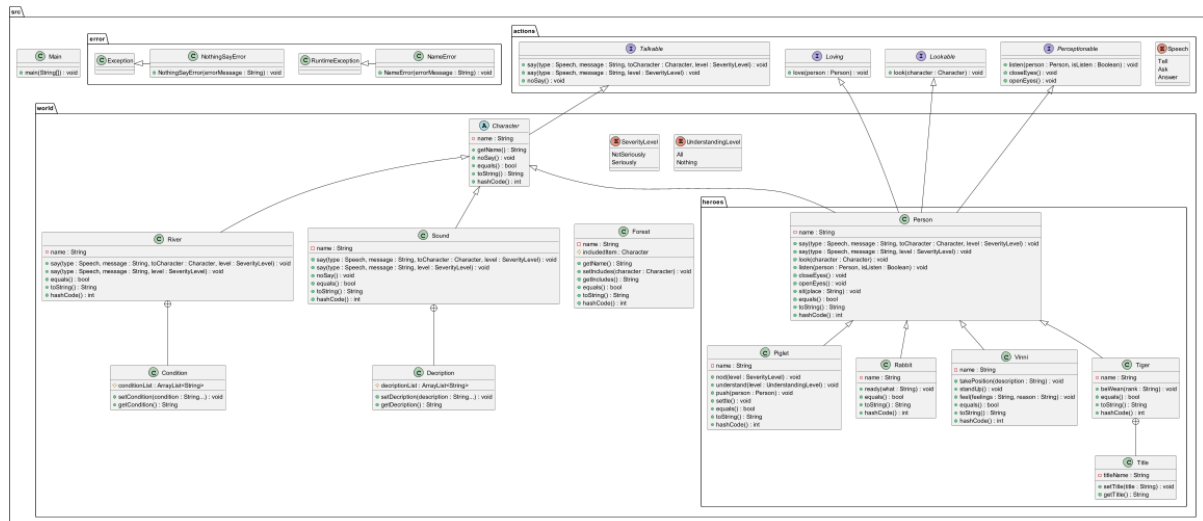 src
error
actions
Main
main(String[]) : void
Exception
NothingSayError
NothingSayError(errorMessage : String) : void
RuntimeException
NameError
NameError(errorMessage : String) : void
Talkable
say(type : Speech, message : String, toCharacter : Character, level : SeverityLevel) : void
say(type : Speech, message : String, level : SeverityLevel) : void
noSay() : void
Loving
love(person : Person) : void
Lookable
look(character : Character) : void
Perceptionable
listen(person : Person, isListen : Boolean) : void
closeEyes() : void
openEyes() : void
Speech
Tell
Ask
Answer
world
Character
name : String
getName() : String
noSay() : void
equals() : bool
toString() : String
hashCode() : int
SeverityLevel
NotSeriously
Seriously
UnderstandingLevel
All
Nothing
River
name : String
say(type : Speech, message : String, toCharacter : Character, level : SeverityLevel) : void
say(type : Speech, message : String, level : SeverityLevel) : void
equals() : bool
toString() : String
hashCode() : int
Sound
name : String
say(type : Speech, message : String, toCharacter : Character, level : SeverityLevel) : void
say(type : Speech, message : String, level : SeverityLevel) : void
noSay() : void
equals() : bool
toString() : String
hashCode() : int
Forest
name : String
includedItem : Character
getName() : String
setIncludes(character : Character) : void
getIncludes() : String
equals() : bool
toString() : String
hashCode() : int
heroes
Person
name : String
say(type : Speech, message : String, toCharacter : Character, level : SeverityLevel) : void
say(type : Speech, message : String, level : SeverityLevel) : void
look(character : Character) : void
listen(person : Person, isListen : Boolean) : void
closeEyes() : void
openEyes() : void
sit(place : String) : void
equals() : bool
toString() : String
hashCode() : int
Condition
conditionList : ArrayList<String>
setCondition(condition : String...) : void
getCondition() : String
Decription
decriptionList : ArrayList<String>
setDecription(description : String...) : void
getDecription() : String
Piglet
name : String
nod(level : SeverityLevel) : void
understand(level : UnderstandingLevel) : void
push(person : Person) : void
settle() : void
equals() : bool
toString() : String
hashCode() : int
Rabbit
name : String
ready(what : String) : void
equals() : bool
toString() : String
hashCode() : int
Vinni
name : String
takePosition(description : String) : void
standUp() : void
feel(feelings : String, reason : String) : void
equals() : bool
toString() : String
hashCode() : int
Tiger
name : String
beWean(rank : String) : void
equals() : bool
toString() : String
hashCode() : int
Title
titleName : String
setTitle(title : String) : void
getTitle() : String